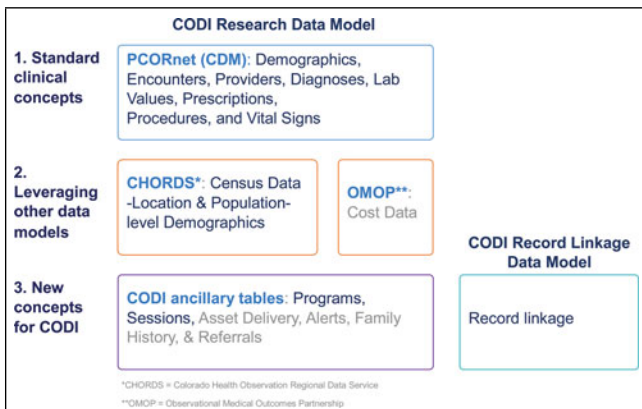 CODI Research Data Model
1. Standard
clinical
concepts
PCORnet (CDM): Demographics,
Encounters, Providers, Diagnoses, Lab
Values, Prescriptions,
Procedures, and Vital Signs
2.
Leveraging
other data
models
CHORDS*: Census Data
-Location & Population-
level Demographics
OMOP**:
Cost Data
CODI Record Linkage
Data Model
3. New
concepts
for CODI
CODI ancillary tables: Programs,
Sessions, Asset Delivery, Alerts, Family
History, & Referrals
Record linkage
*CHORDS = Colorado Health Observation Regional Data Service
**OMOP = Observational Medical Outcomes Partnership